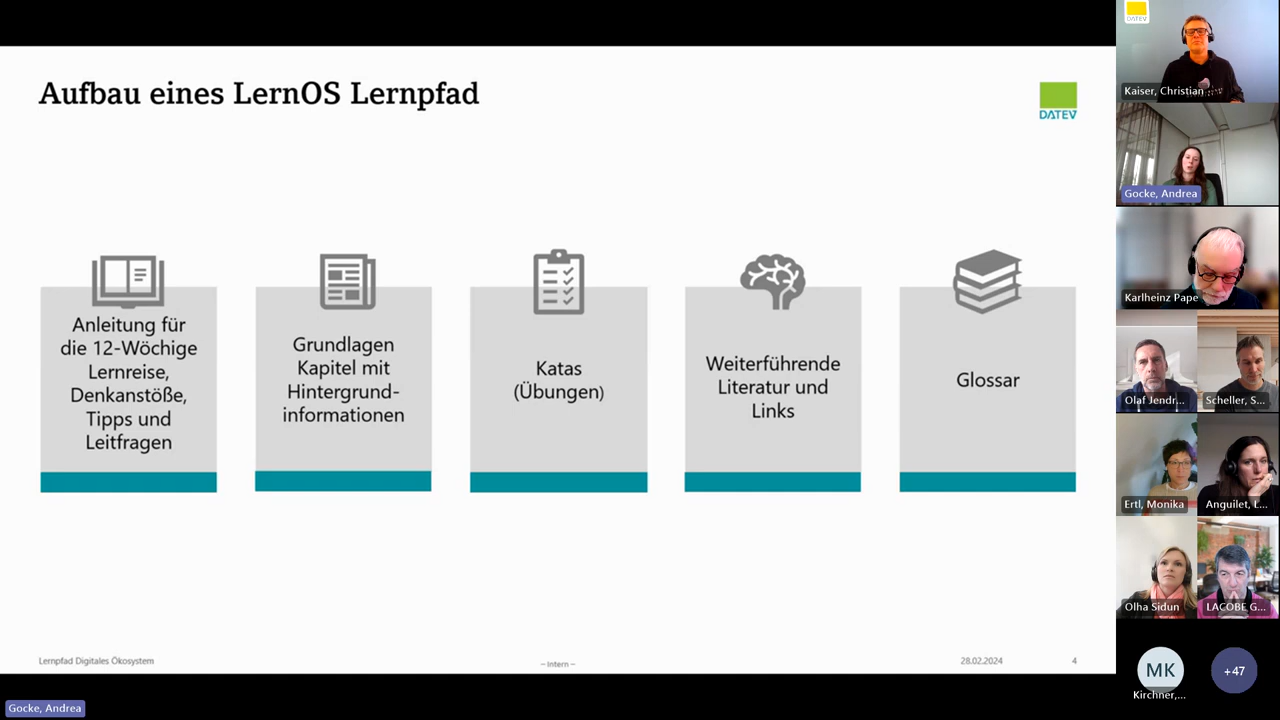 Aufbau eines LernOS Lernpfad
DATEV
Anleitung für
die 12-Wöchige
Lernreise,
Denkanstöße,
Tipps und
Leitfragen
Grundlagen
Kapitel mit
Hintergrund-
informationen
Katas
(Übungen)
Weiterführende
Literatur und
Links
Glossar
Lernpfad Digitales Ökosystem
– Intern –
28.02.2024
4
Gocke, Andrea
DATEV
Kaiser, Christian
Gocke, Andrea
Karlheinz Pape
Olaf Jendr...
Scheller, S...
Ertl, Monika
Anguilet, L...
Olha Sidun
LACOBE G...
MK
Kirchner,...
+47